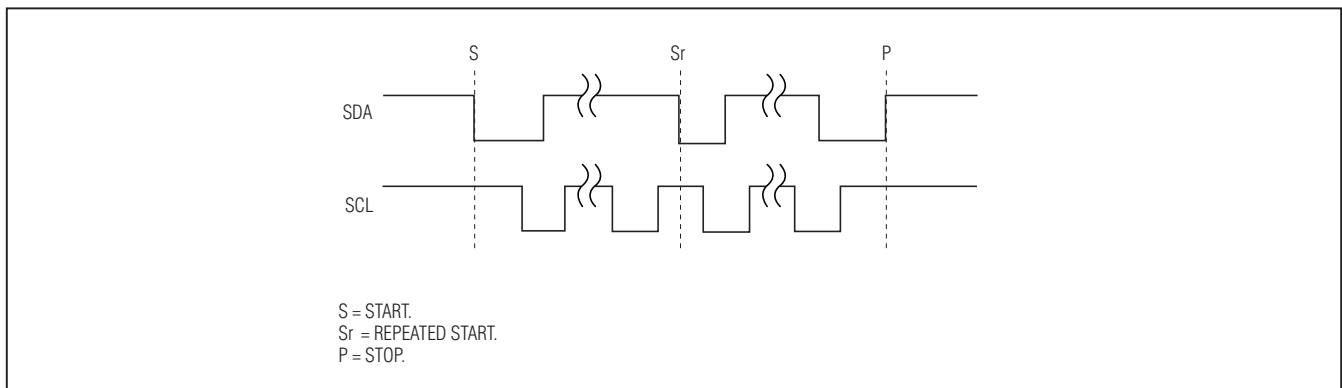 S Sr P
SDA
SCL
S = START.
Sr = REPEATED START.
P = STOP.